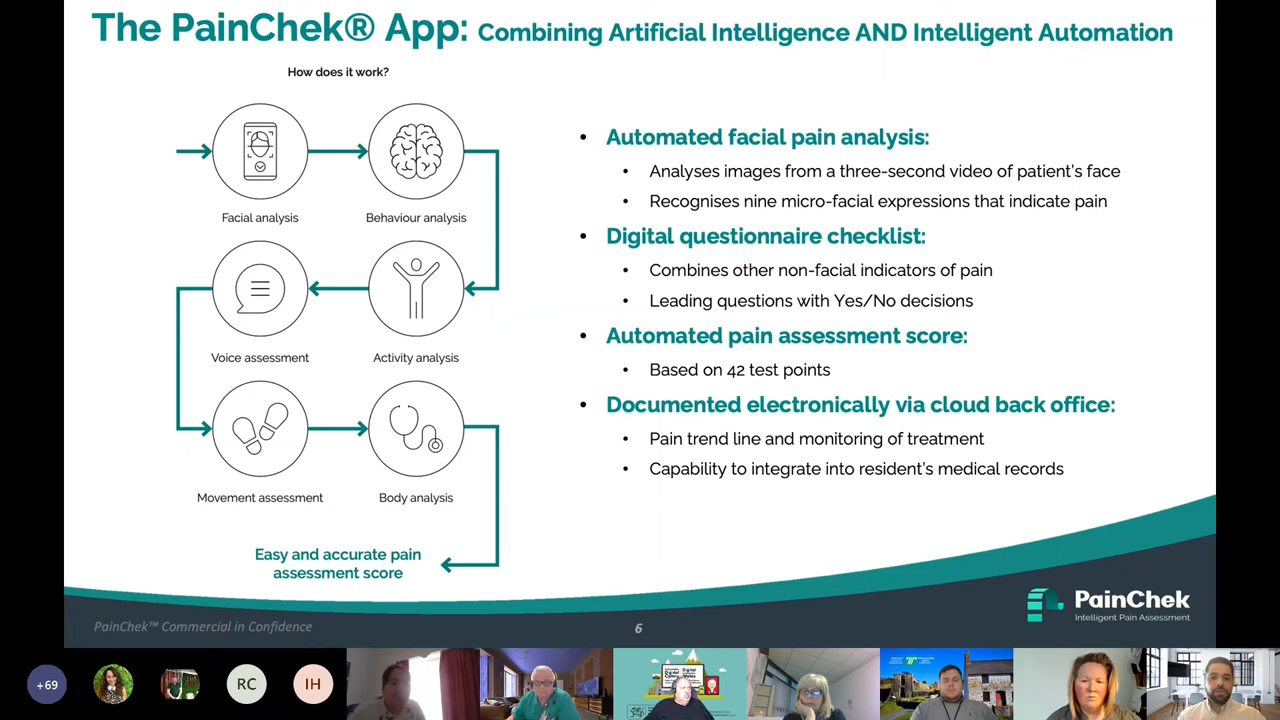 The PainChek® App: Combining Artificial Intelligence AND Intelligent Automation
How does it work?
Facial analysis
Behaviour analysis
Voice assessment
Activity analysis
Movement assessment
Body analysis
Easy and accurate pain
assessment score
• Automated facial pain analysis:
• Analyses images from a three-second video of patient's face
• Recognises nine micro-facial expressions that indicate pain
• Digital questionnaire checklist:
• Combines other non-facial indicators of pain
• Leading questions with Yes/No decisions
• Automated pain assessment score:
• Based on 42 test points
• Documented electronically via cloud back office:
• Pain trend line and monitoring of treatment
• Capability to integrate into resident's medical records
PainChek™ Commercial in Confidence
6
PainChek
Intelligent Pain Assessment
+69
RC
IH